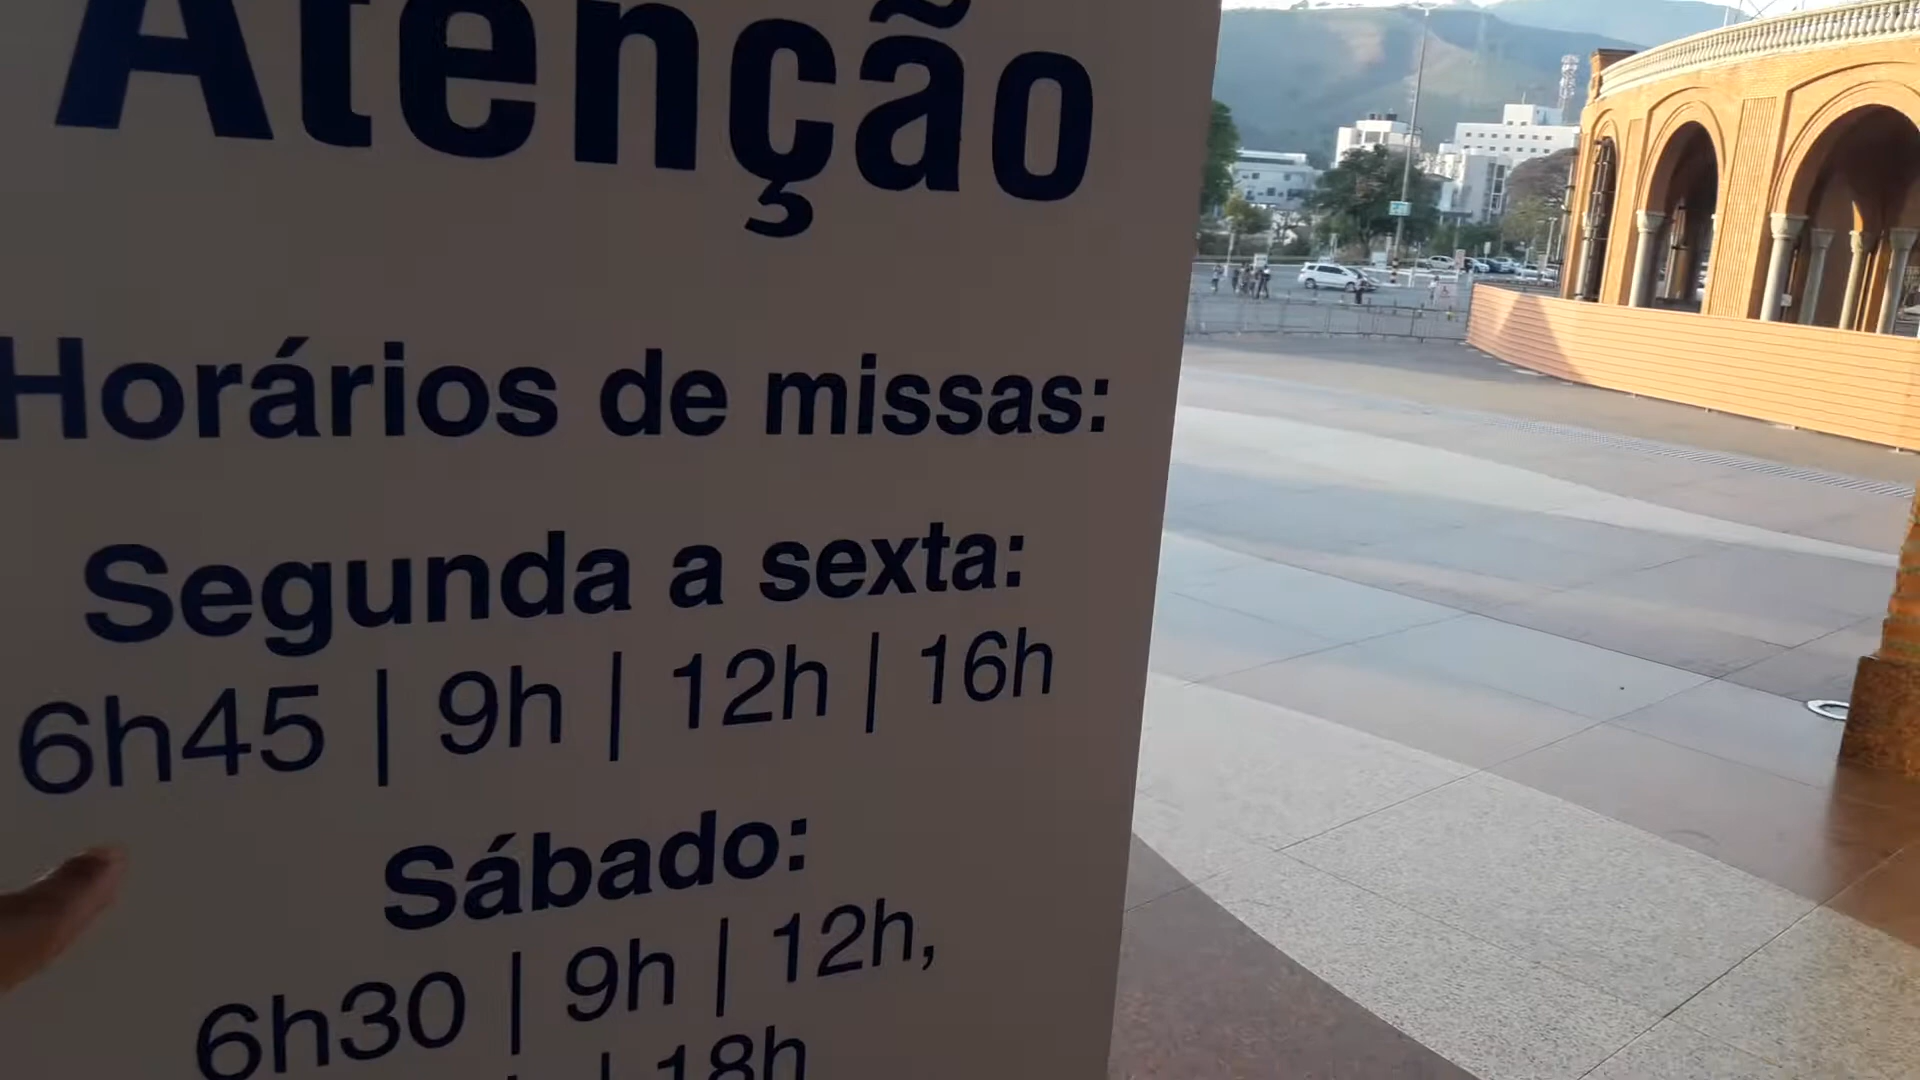 Atenção
Horários de missas:
Segunda a sexta:
6h45 | 9h | 12h | 16h
Sábado:
6h30 | 9h | 12h,
| 18h